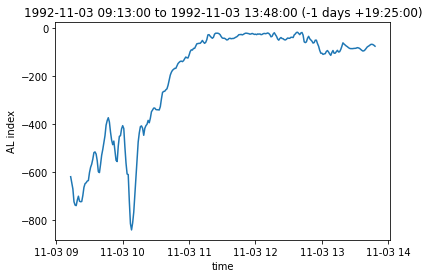 1992-11-03 09:13:00 to 1992-11-03 13:48:00 (-1 days +19:25:00)
0
−200
−400
−600
−800
AL index
11-03 09 11-03 10 11-03 11 11-03 12 11-03 13 11-03 14
time